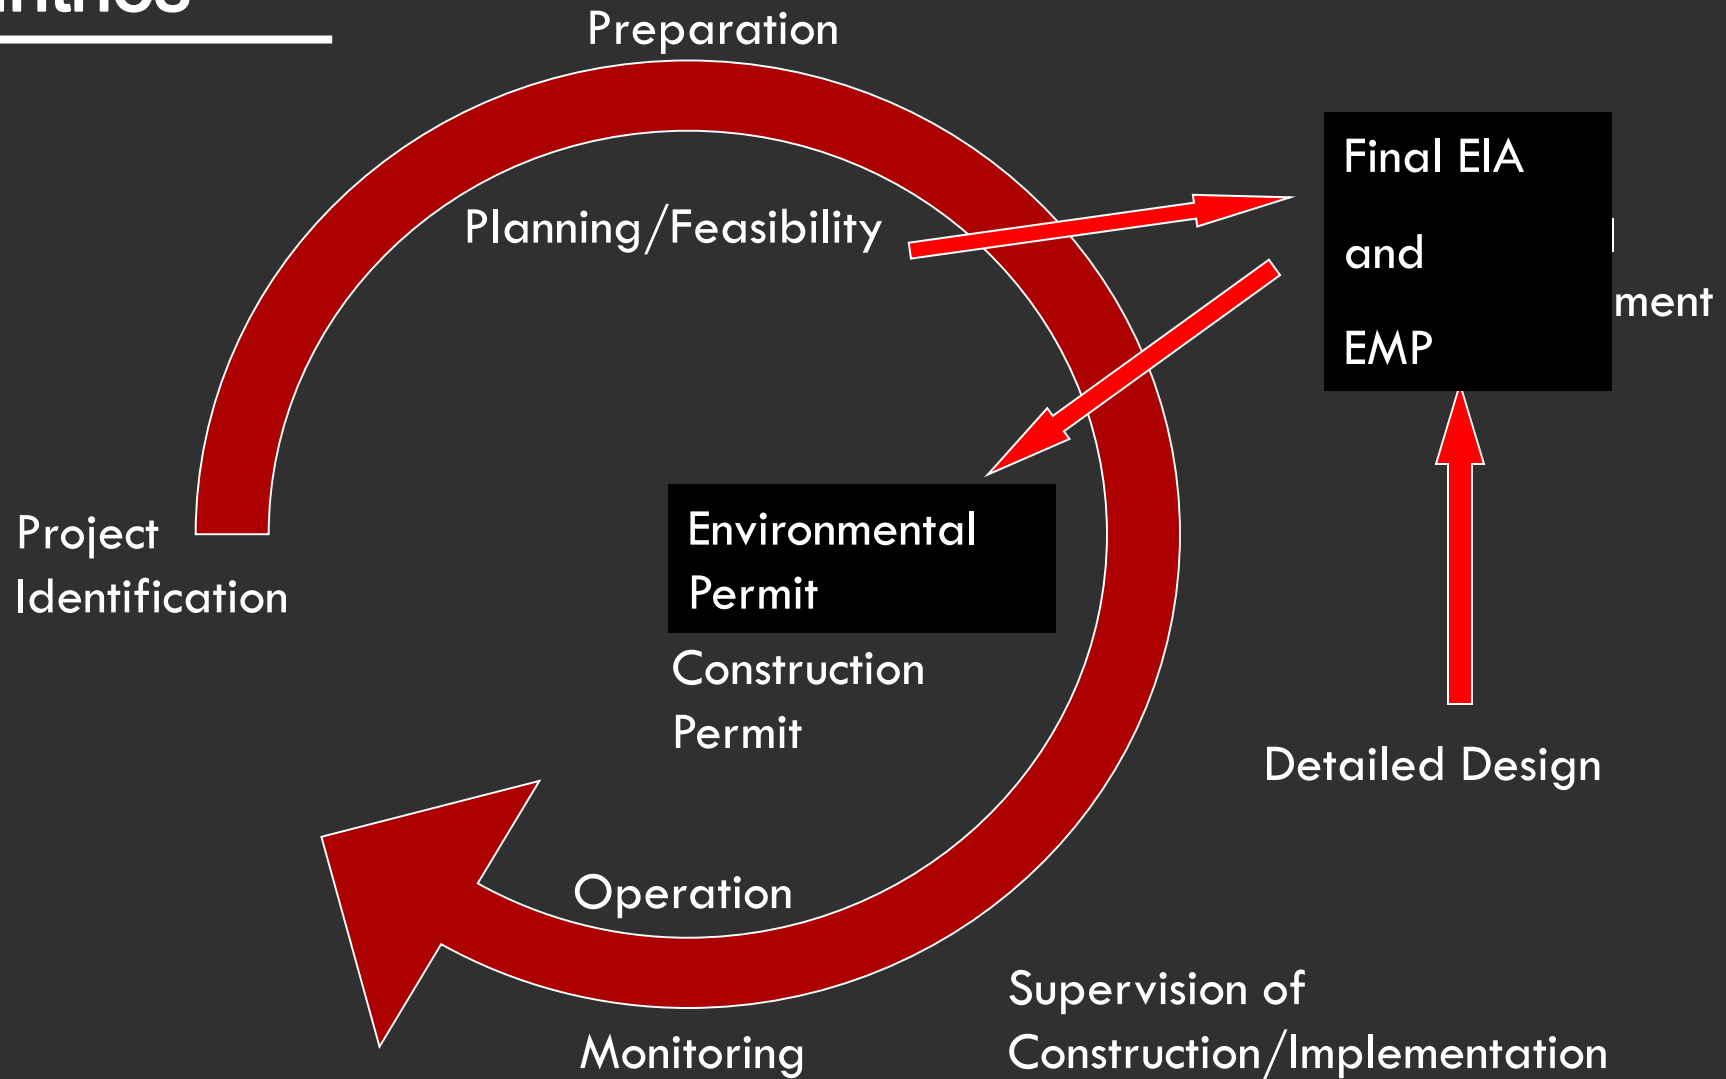 Preparation
Final EIA
Planning/Feasibility
and
ment
EMP
Project
Identification
Environmental
Permit
Construction
Permit
Detailed Design
Operation
Supervision of
Construction/Implementation
Monitoring